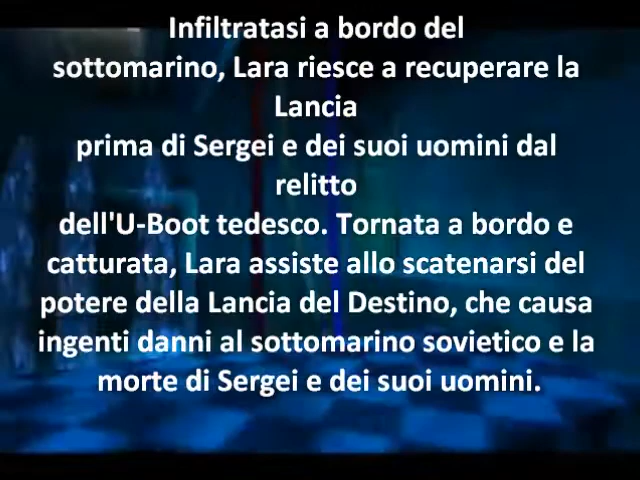 Infiltratasi a bordo del
sottomarino, Lara riesce a recuperare la
Lancia
prima di Sergei e dei suoi uomini dal
relitto
dell'U-Boot tedesco. Tornata a bordo e
catturata, Lara assiste allo scatenarsi del
potere della Lancia del Destino, che causa
ingenti danni al sottomarino sovietico e la
morte di Sergei e dei suoi uomini.